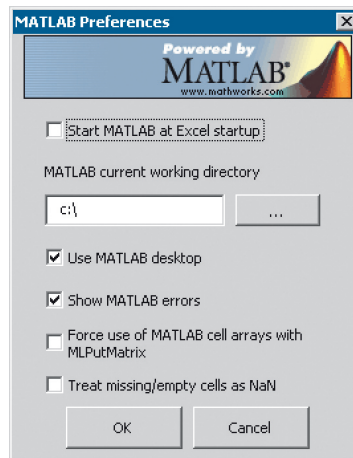 MATLAB Preferences
Powered by
MATLAB®
www.mathworks.com
Start MATLAB at Excel startup
MATLAB current working directory
c:\
...
Use MATLAB desktop
Show MATLAB errors
Force use of MATLAB cell arrays with
MLPutMatrix
Treat missing/empty cells as NaN
OK
Cancel